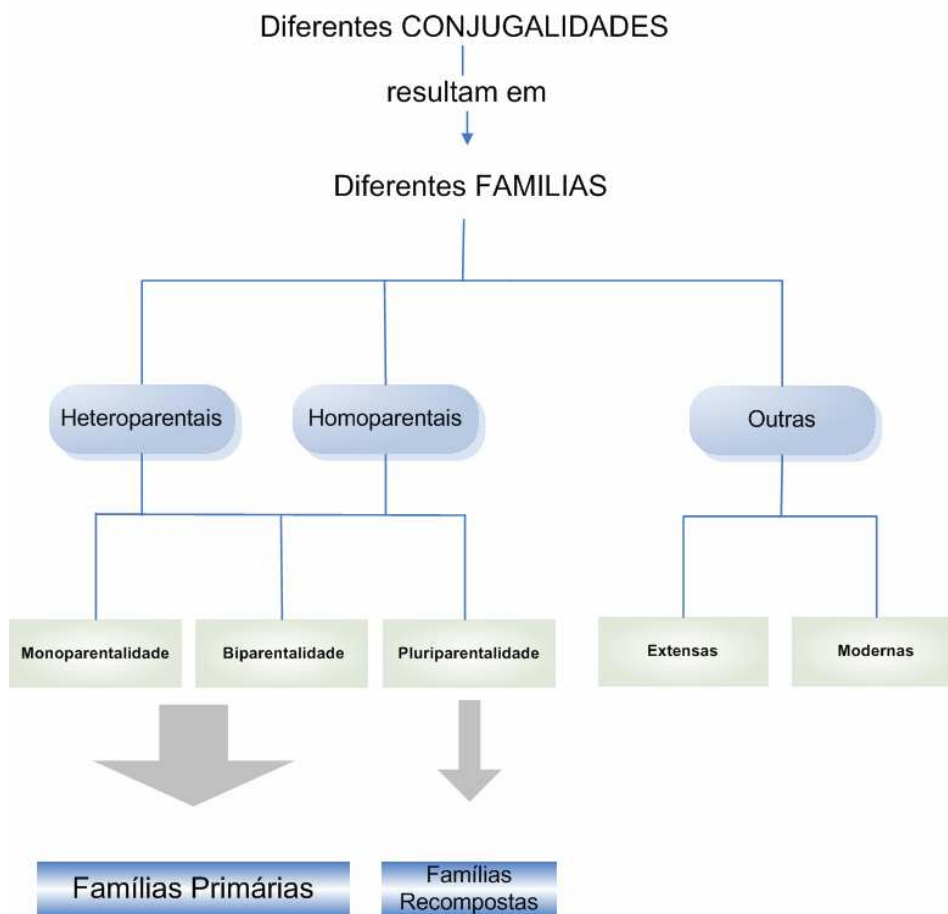 Diferentes CONJUGALIDADES
resultam em
Diferentes FAMILIAS
Heteroparentais
Homoparentais
Outras
Monoparentalidade
Biparentalidade
Pluriparentalidade
Extensas
Modernas
Famílias Primárias
Famílias
Recompostas